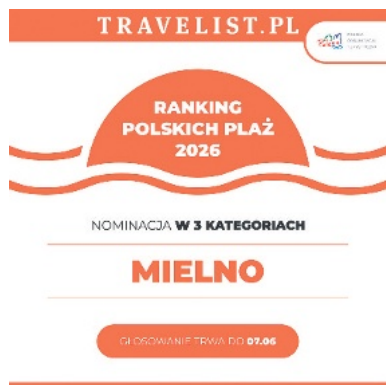 TRAVELIST.PL
RANKING
POLSKICH PLAŻ
2026
NOMINACJA W 3 KATEGORIACH
MIELNO
GŁOSOWANIE TRWA DO 07.06